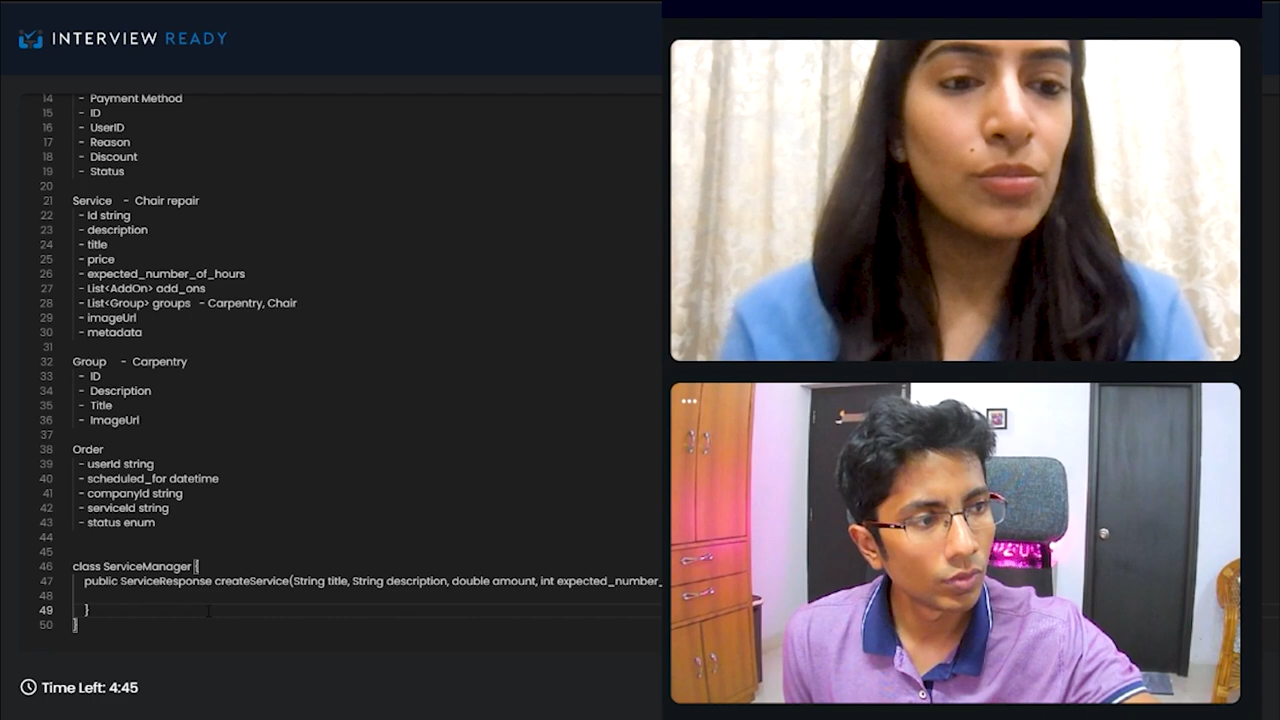 INTERVIEW READY
14 - Payment Method
15 - ID
16 - UserID
17 - Reason
18 - Discount
19 - Status
20
21 Service - Chair repair
22 - Id string
23 - description
24 - title
25 - price
26 - expected_number_of_hours
27 - List<AddOn> add_ons
28 - List<Group> groups - Carpentry, Chair
29 - imageUrl
30 - metadata
31
32 Group - Carpentry
33 - ID
34 - Description
35 - Title
36 - ImageUrl
37
38 Order
39 - userId string
40 - scheduled_for datetime
41 - companyId string
42 - serviceId string
43 - status enum
44
45
46 class ServiceManager {
47 public ServiceResponse createService(String title, String description, double amount, int expected_number_
48
49 }
50 }
Time Left: 4:45